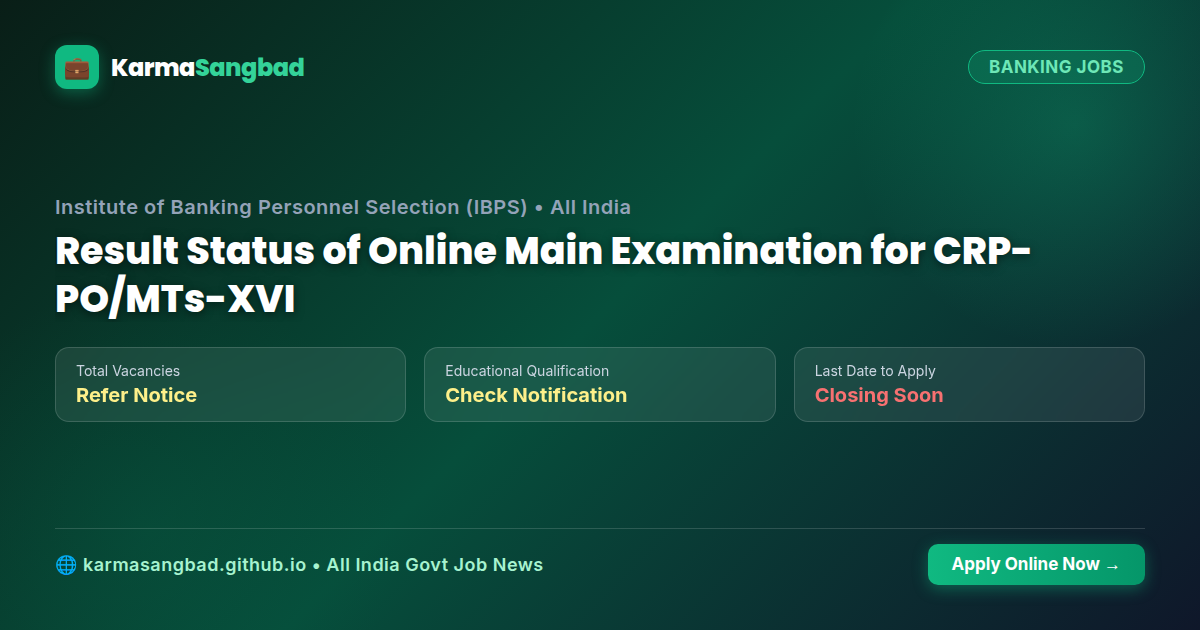 KarmaSangbad
BANKING JOBS
Institute of Banking Personnel Selection (IBPS) • All India
Result Status of Online Main Examination for CRP-
PO/MTs-XVI
Total Vacancies
Refer Notice
Educational Qualification
Check Notification
Last Date to Apply
Closing Soon
karmasangbad.github.io • All India Govt Job News
Apply Online Now →